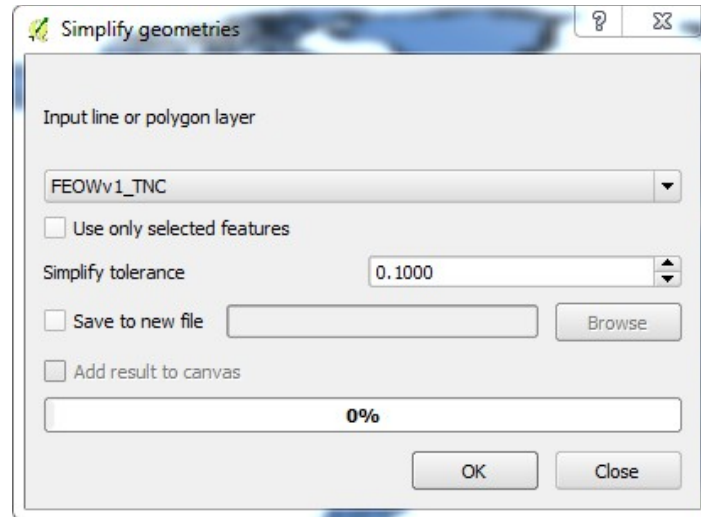 Simplify geometries
Input line or polygon layer
FEOWv1_TNC
Use only selected features
Simplify tolerance 0.1000
Save to new file Browse
Add result to canvas
0%
OK Close